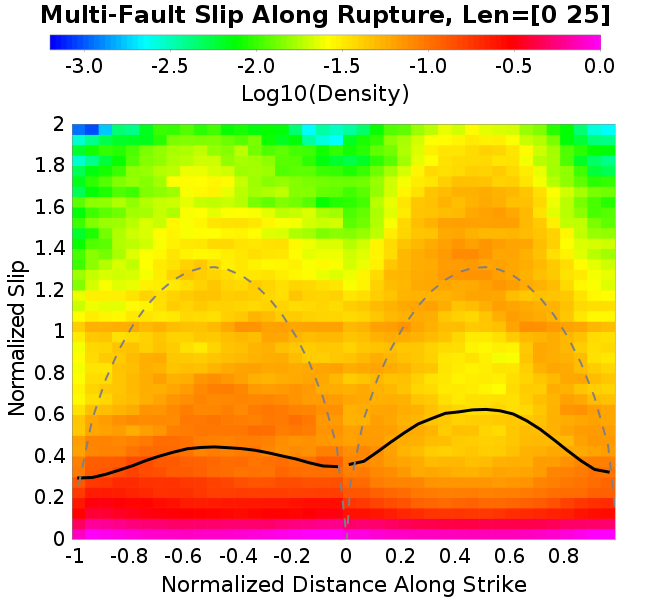 Multi-Fault Slip Along Rupture, Len=[0 25]
-3.0 -2.5 -2.0 -1.5 -1.0 -0.5 0.0
Log10(Density)
2
1.8
1.6
1.4
1.2
1
0.8
0.6
0.4
0.2
0
Normalized Slip
-1 -0.8 -0.6 -0.4 -0.2 0 0.2 0.4 0.6 0.8
Normalized Distance Along Strike